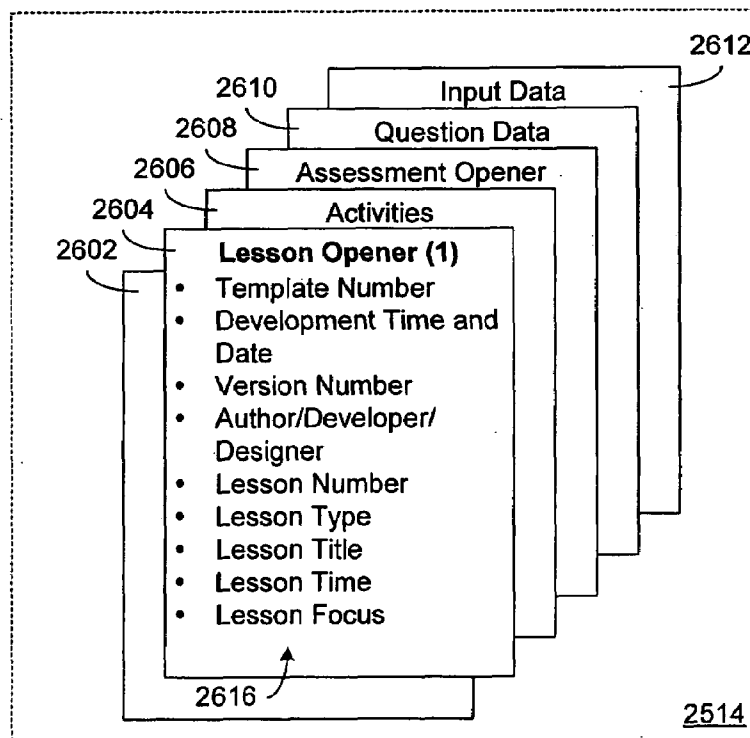 2612
Input Data
2610
Question Data
2608
Assessment Opener
2606
Activities
2604
Lesson Opener (1)
2602
• Template Number
• Development Time and
Date
• Version Number
• Author/Developer/
Designer
• Lesson Number
• Lesson Type
• Lesson Title
• Lesson Time
• Lesson Focus
2616
2514